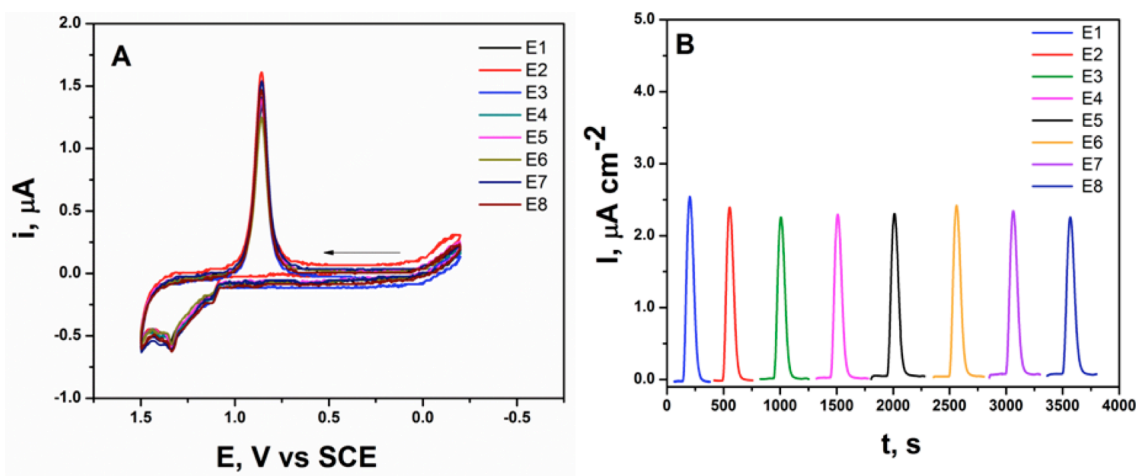 A
E1
E2
E3
E4
E5
E6
E7
E8
2.0
1.5
1.0
0.5
0.0
-0.5
-1.0
i, µA
1.5 1.0 0.5 0.0 -0.5
E, V vs SCE
B
E1
E2
E3
E4
E5
E6
E7
E8
5.0
4.0
3.0
2.0
1.0
0.0
I, µA cm-2
0 500 1000 1500 2000 2500 3000 3500 4000
t, s